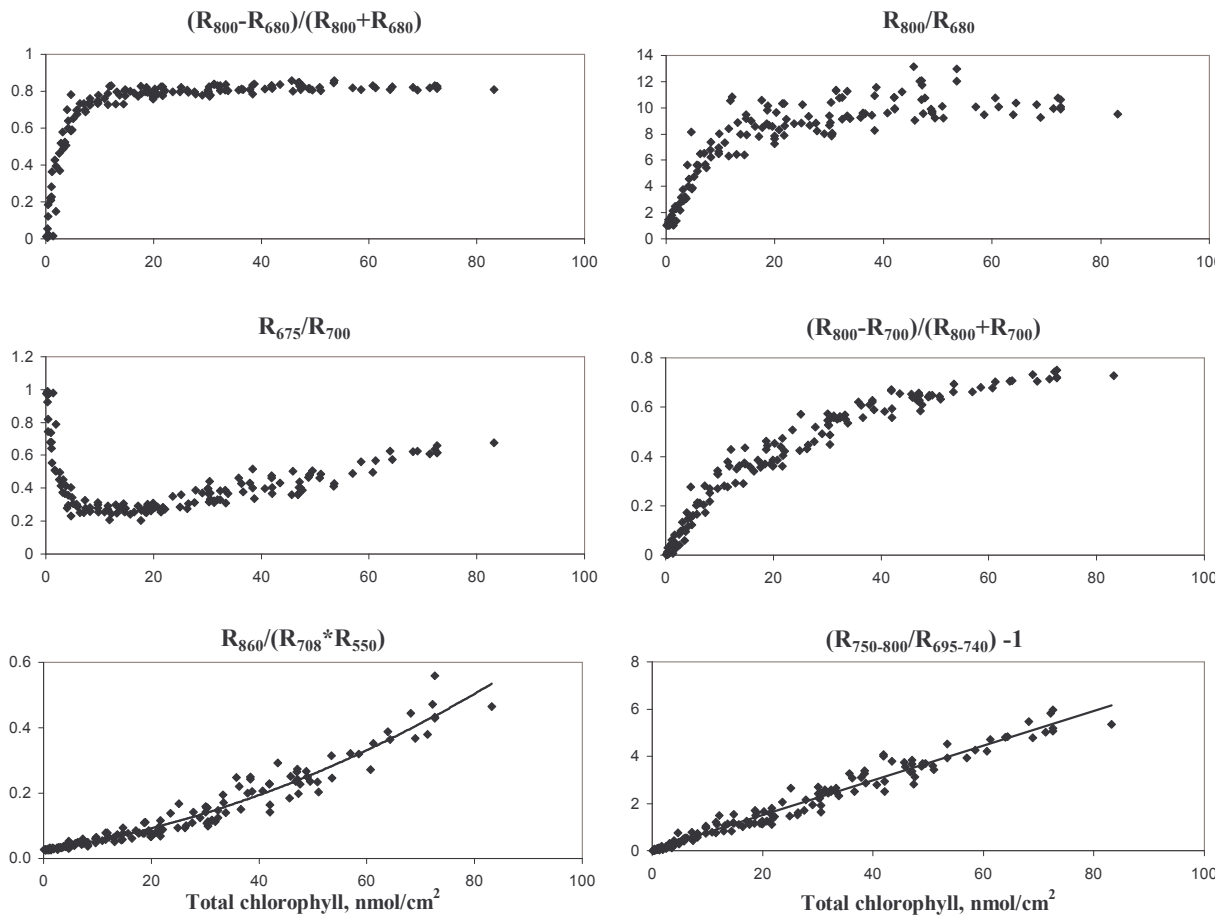 (R₈₀₀-R₆₈₀)/(R₈₀₀+R₆₈₀)
1
0.8
0.6
0.4
0.2
0
0 20 40 60 80 100
R₈₀₀/R₆₈₀
14
12
10
8
6
4
2
0
0 20 40 60 80 100
R₆₇₅/R₇₀₀
1.2
1
0.8
0.6
0.4
0.2
0
0 20 40 60 80 100
(R₈₀₀-R₇₀₀)/(R₈₀₀+R₇₀₀)
0.8
0.6
0.4
0.2
0
0 20 40 60 80 100
R₈₆₀/(R₇₀₈*R₅₅₀)
0.6
0.4
0.2
0.0
0 20 40 60 80 100
Total chlorophyll, nmol/cm²
(R₇₅₀₋₈₀₀/R₆₉₅₋₇₄₀) -1
8
6
4
2
0
0 20 40 60 80 100
Total chlorophyll, nmol/cm²